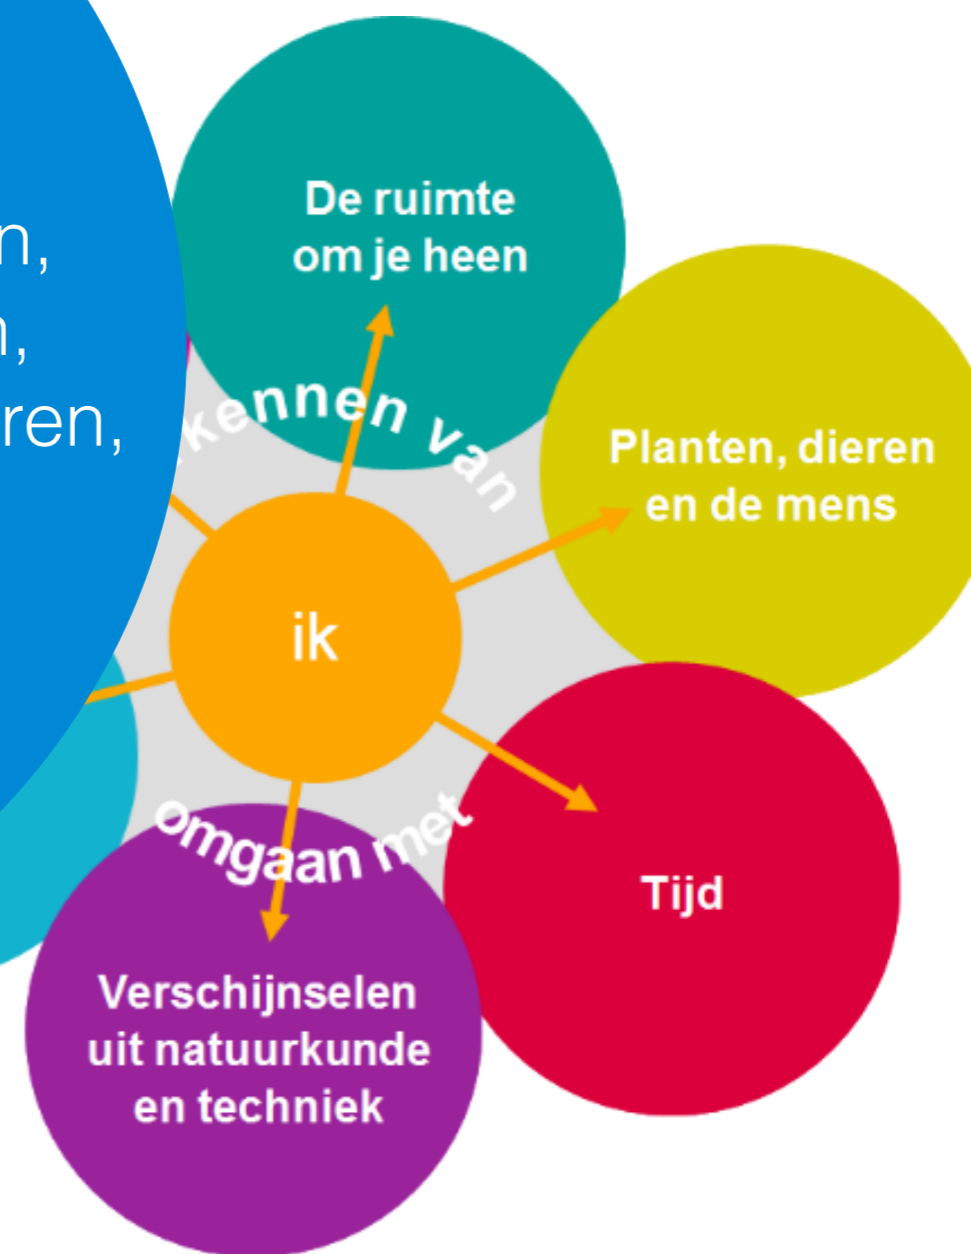 De ruimte
om je heen
n,
n,
ren,
kennen van
Planten, dieren
en de mens
ik
omgaan met
Tijd
Verschijnselen
uit natuurkunde
en techniek